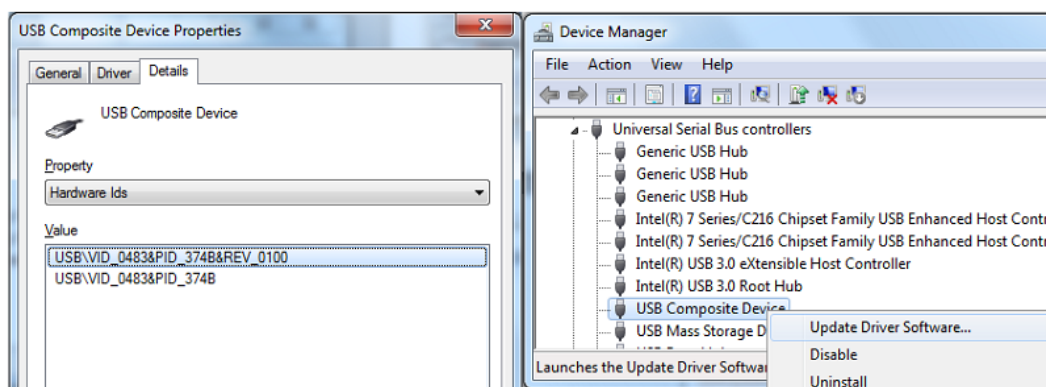 USB Composite Device Properties
General Driver Details
USB Composite Device
Property
Hardware Ids
Value
USB\VID_0483&PID_374B&REV_0100
USB\VID_0483&PID_374B
Device Manager
File Action View Help
Universal Serial Bus controllers
Generic USB Hub
Generic USB Hub
Generic USB Hub
Intel(R) 7 Series/C216 Chipset Family USB Enhanced Host Contr
Intel(R) 7 Series/C216 Chipset Family USB Enhanced Host Contr
Intel(R) USB 3.0 eXtensible Host Controller
Intel(R) USB 3.0 Root Hub
USB Composite Device
USB Mass Storage D
Launches the Update Driver Softwar
Update Driver Software...
Disable
Uninstall